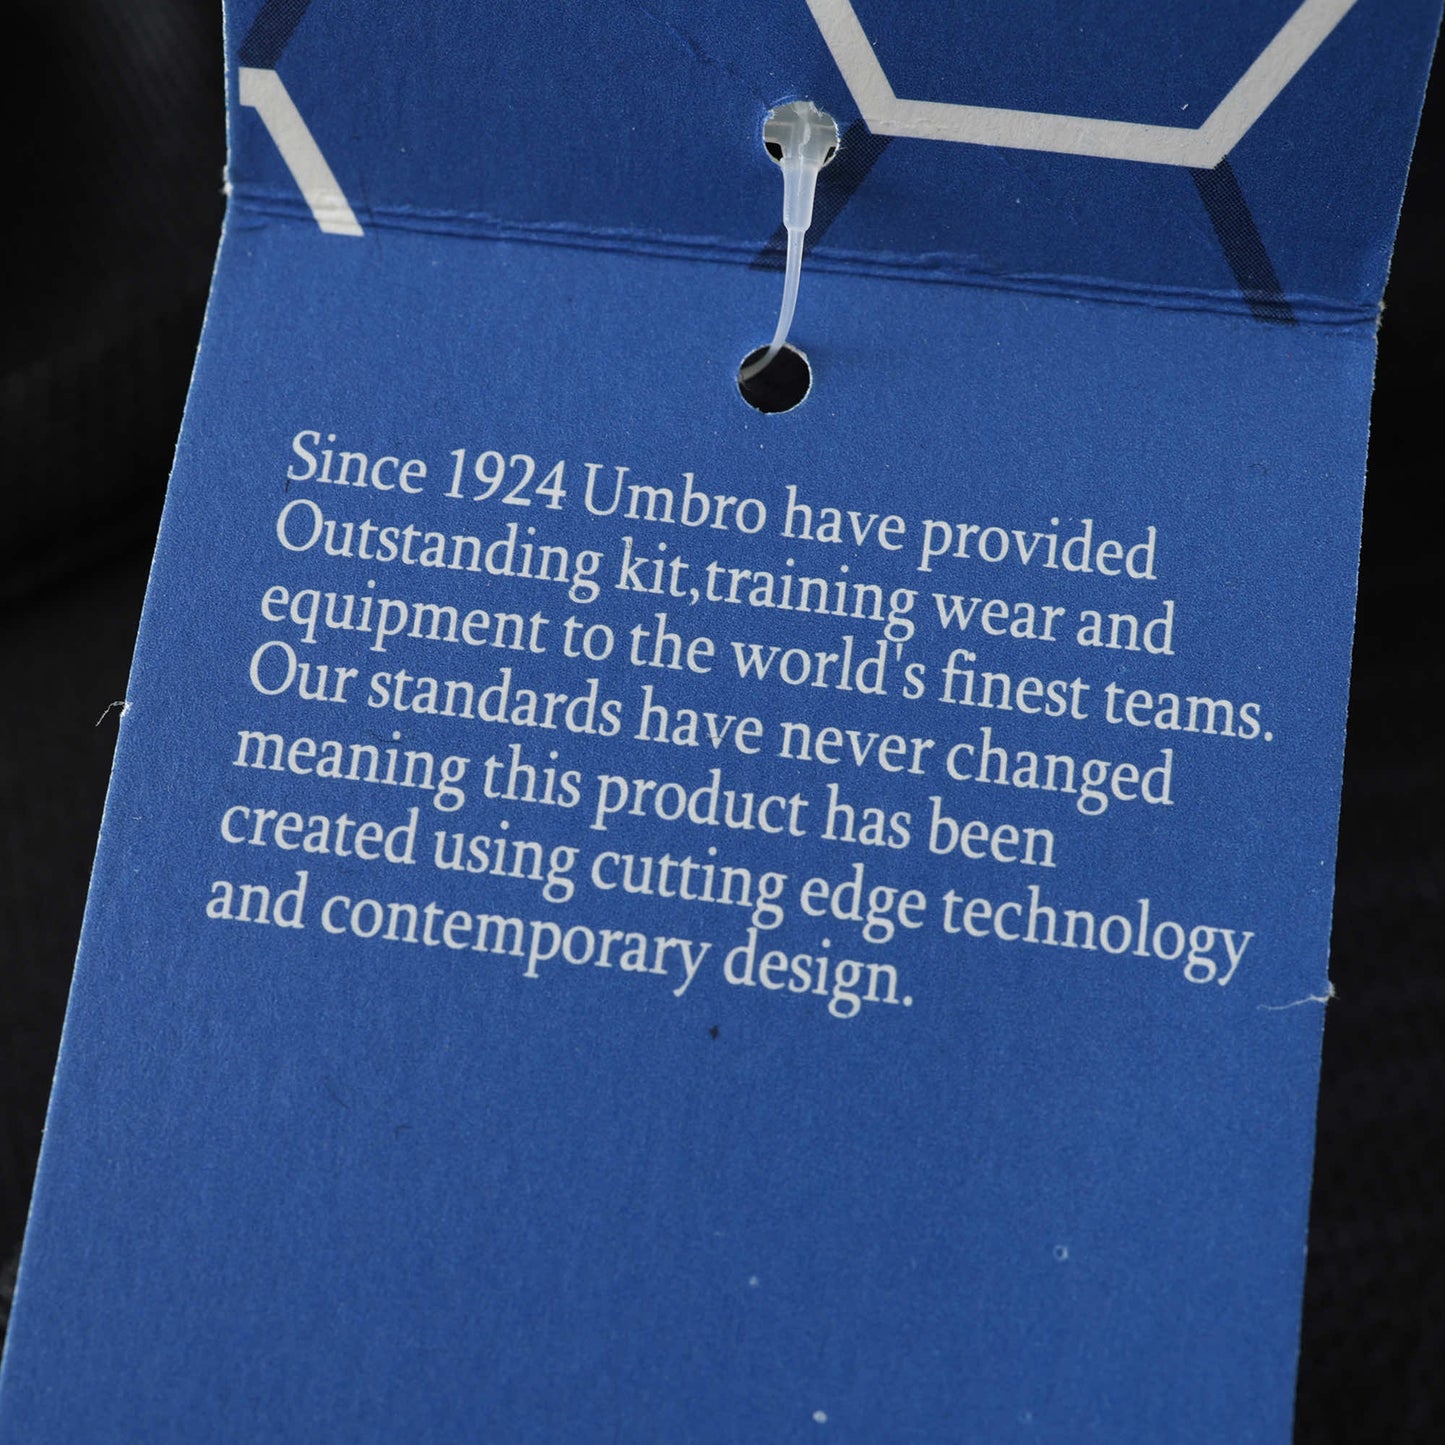 Since 1924 Umbro have provided
Outstanding kit,training wear and
equipment to the world's finest teams.
Our standards have never changed
meaning this product has been
created using cutting edge technology
and contemporary design.